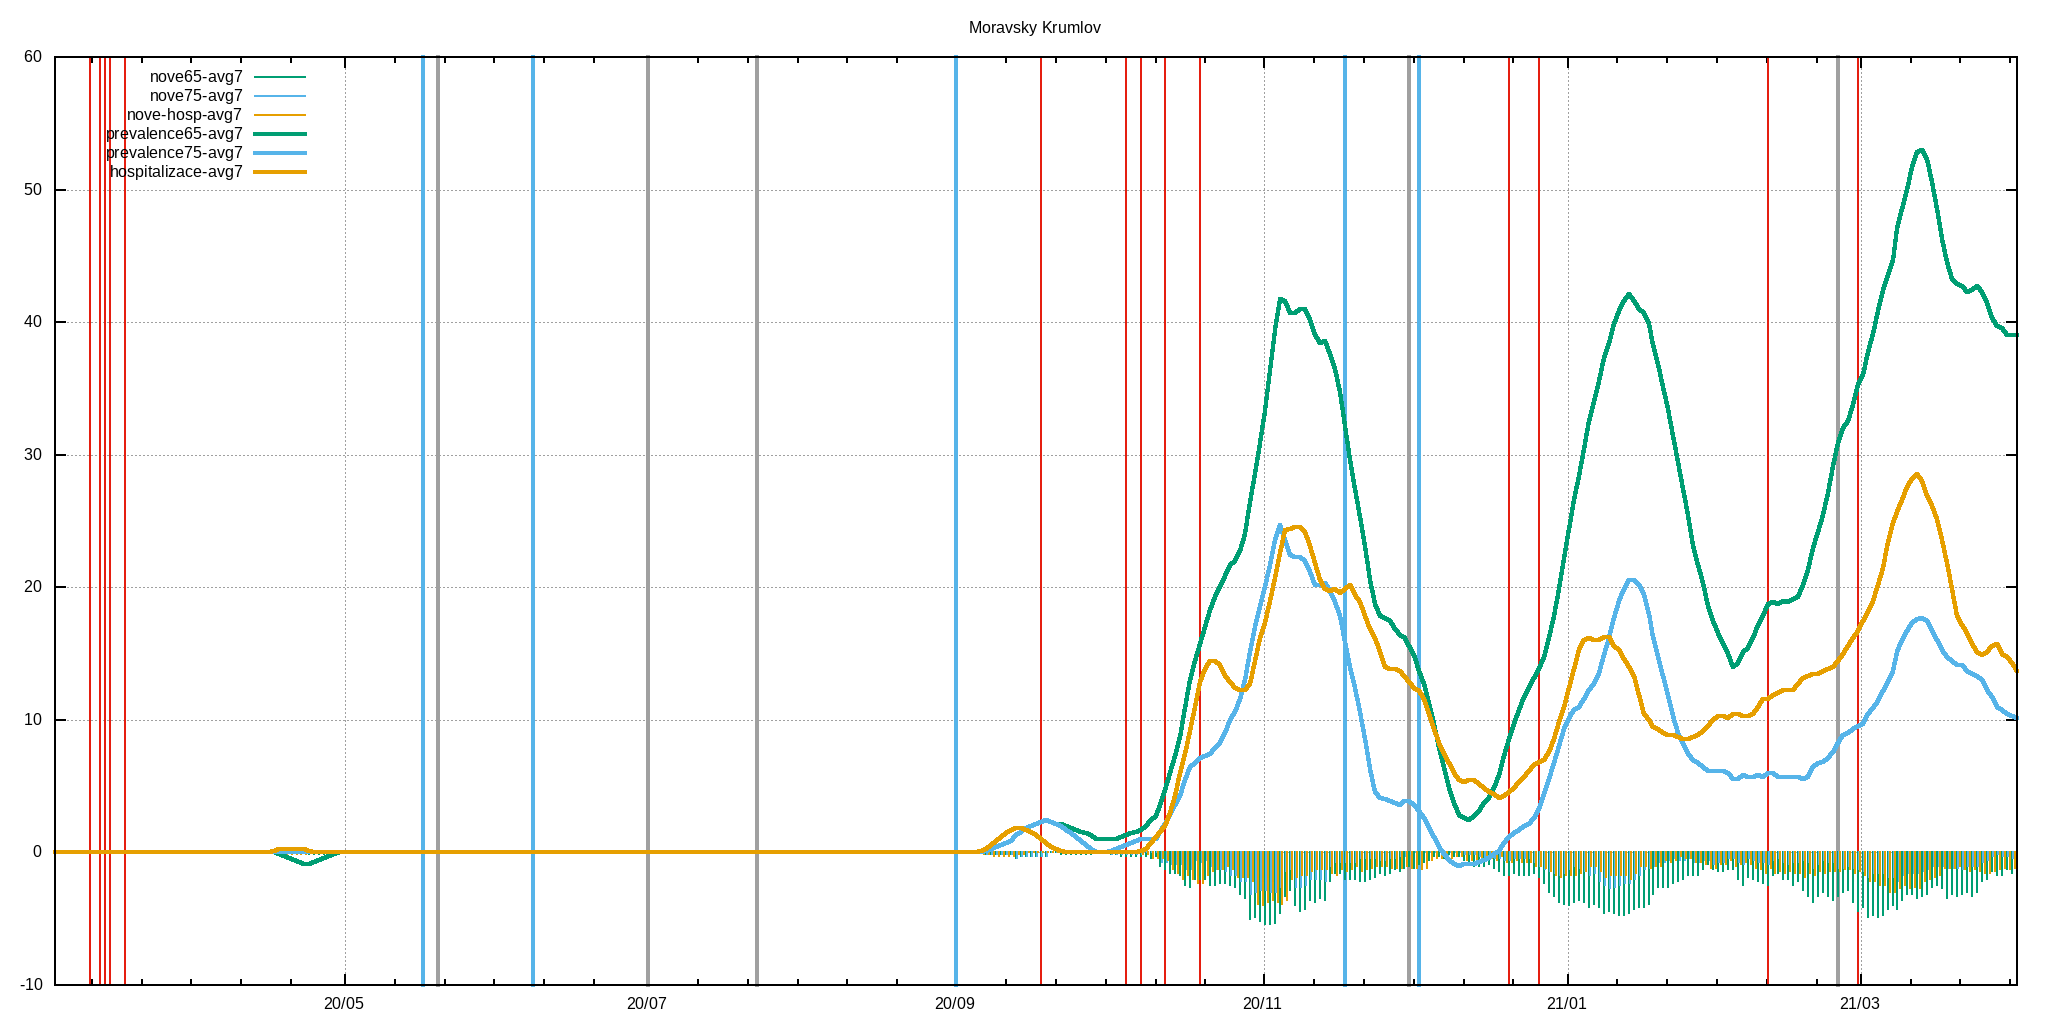 Moravsky Krumlov
60
50
40
30
20
10
0
-10
nove65-avg7
nove75-avg7
nove-hosp-avg7
prevalence65-avg7
prevalence75-avg7
hospitalizace-avg7
20/05 20/07 20/09 20/11 21/01 21/03